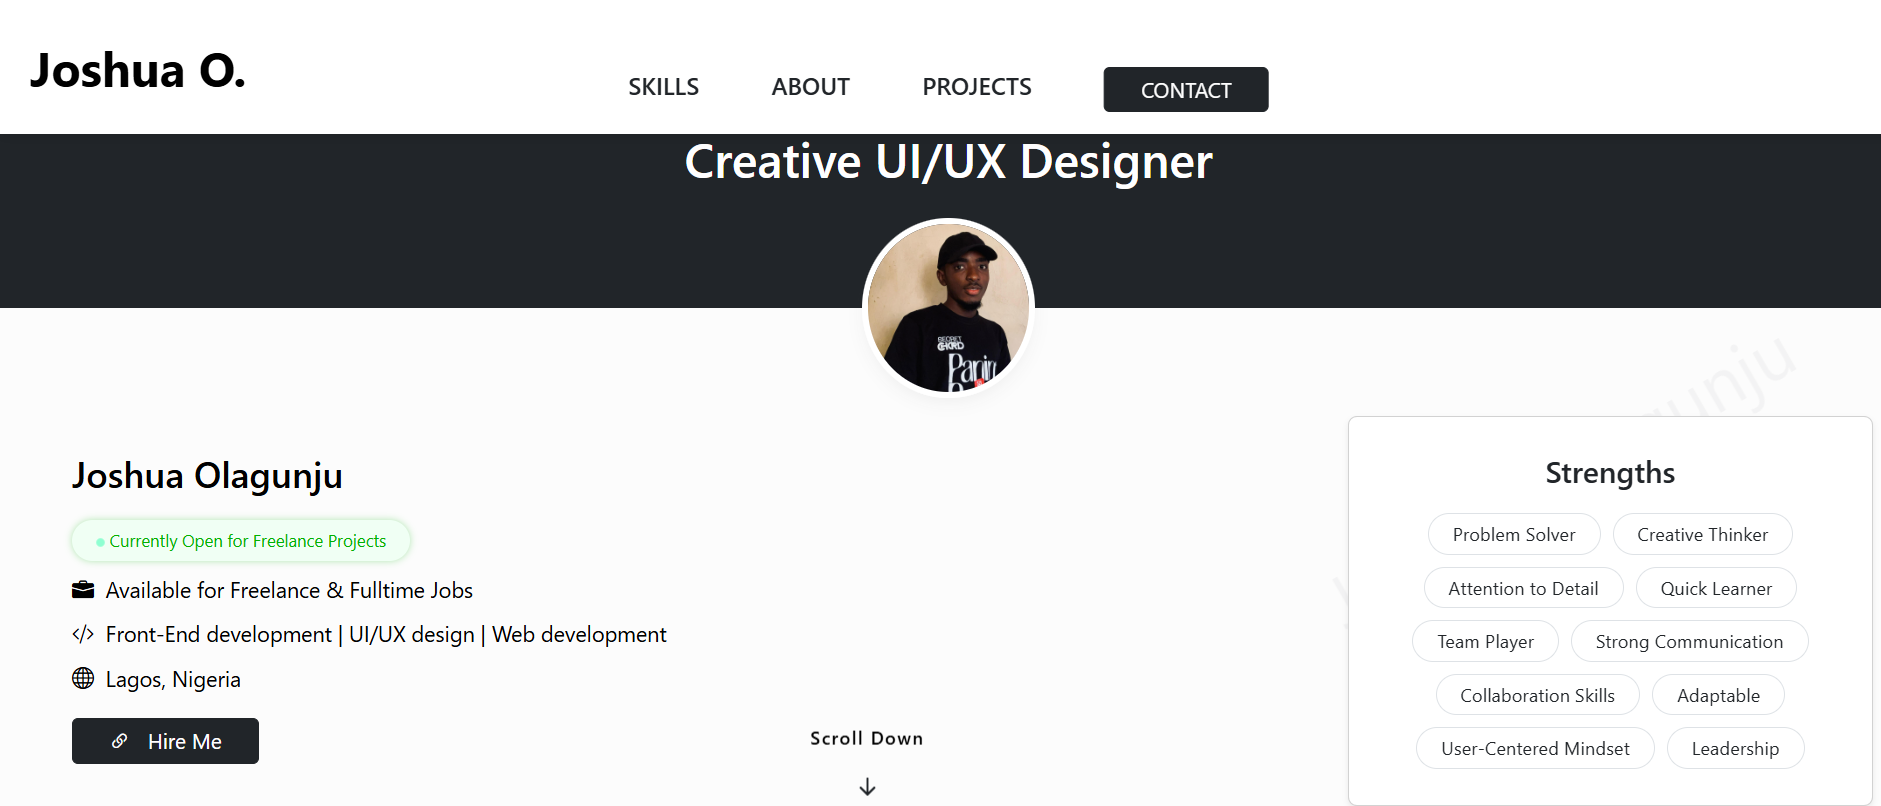 Joshua O.
SKILLS
ABOUT
PROJECTS
CONTACT
Creative UI/UX Designer
SECRET
CHORD
Joshua Olagunju
Currently Open for Freelance Projects
Available for Freelance & Fulltime Jobs
</> Front-End development | UI/UX design | Web development
Lagos, Nigeria
Hire Me
Scroll Down
Strengths
Problem Solver
Creative Thinker
Attention to Detail
Quick Learner
Team Player
Strong Communication
Collaboration Skills
Adaptable
User-Centered Mindset
Leadership